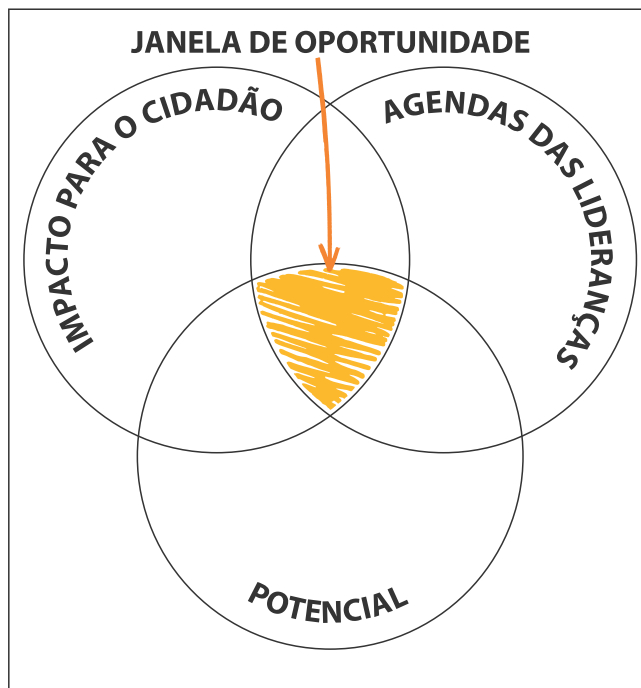 JANELA DE OPORTUNIDADE
IMPACTO PARA O CIDADÃO
AGENDAS DAS LIDERANÇAS
POTENCIAL